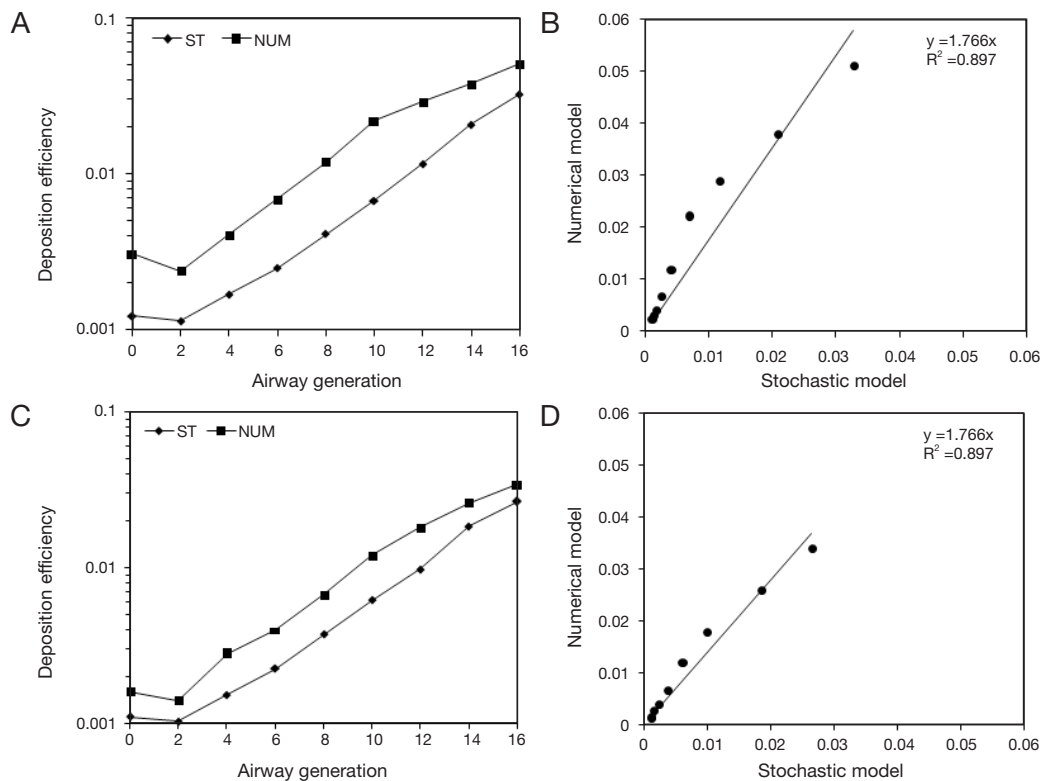 A
ST NUM
0.1
0.01
0.001
0 2 4 6 8 10 12 14 16
Deposition efficiency
Airway generation
B
y =1.766x
R² =0.897
0.06
0.05
0.04
0.03
0.02
0.01
0
0 0.01 0.02 0.03 0.04 0.05 0.06
Numerical model
Stochastic model
C
ST NUM
0.1
0.01
0.001
0 2 4 6 8 10 12 14 16
Deposition efficiency
Airway generation
D
y =1.766x
R² =0.897
0.06
0.05
0.04
0.03
0.02
0.01
0
0 0.01 0.02 0.03 0.04 0.05 0.06
Numerical model
Stochastic model